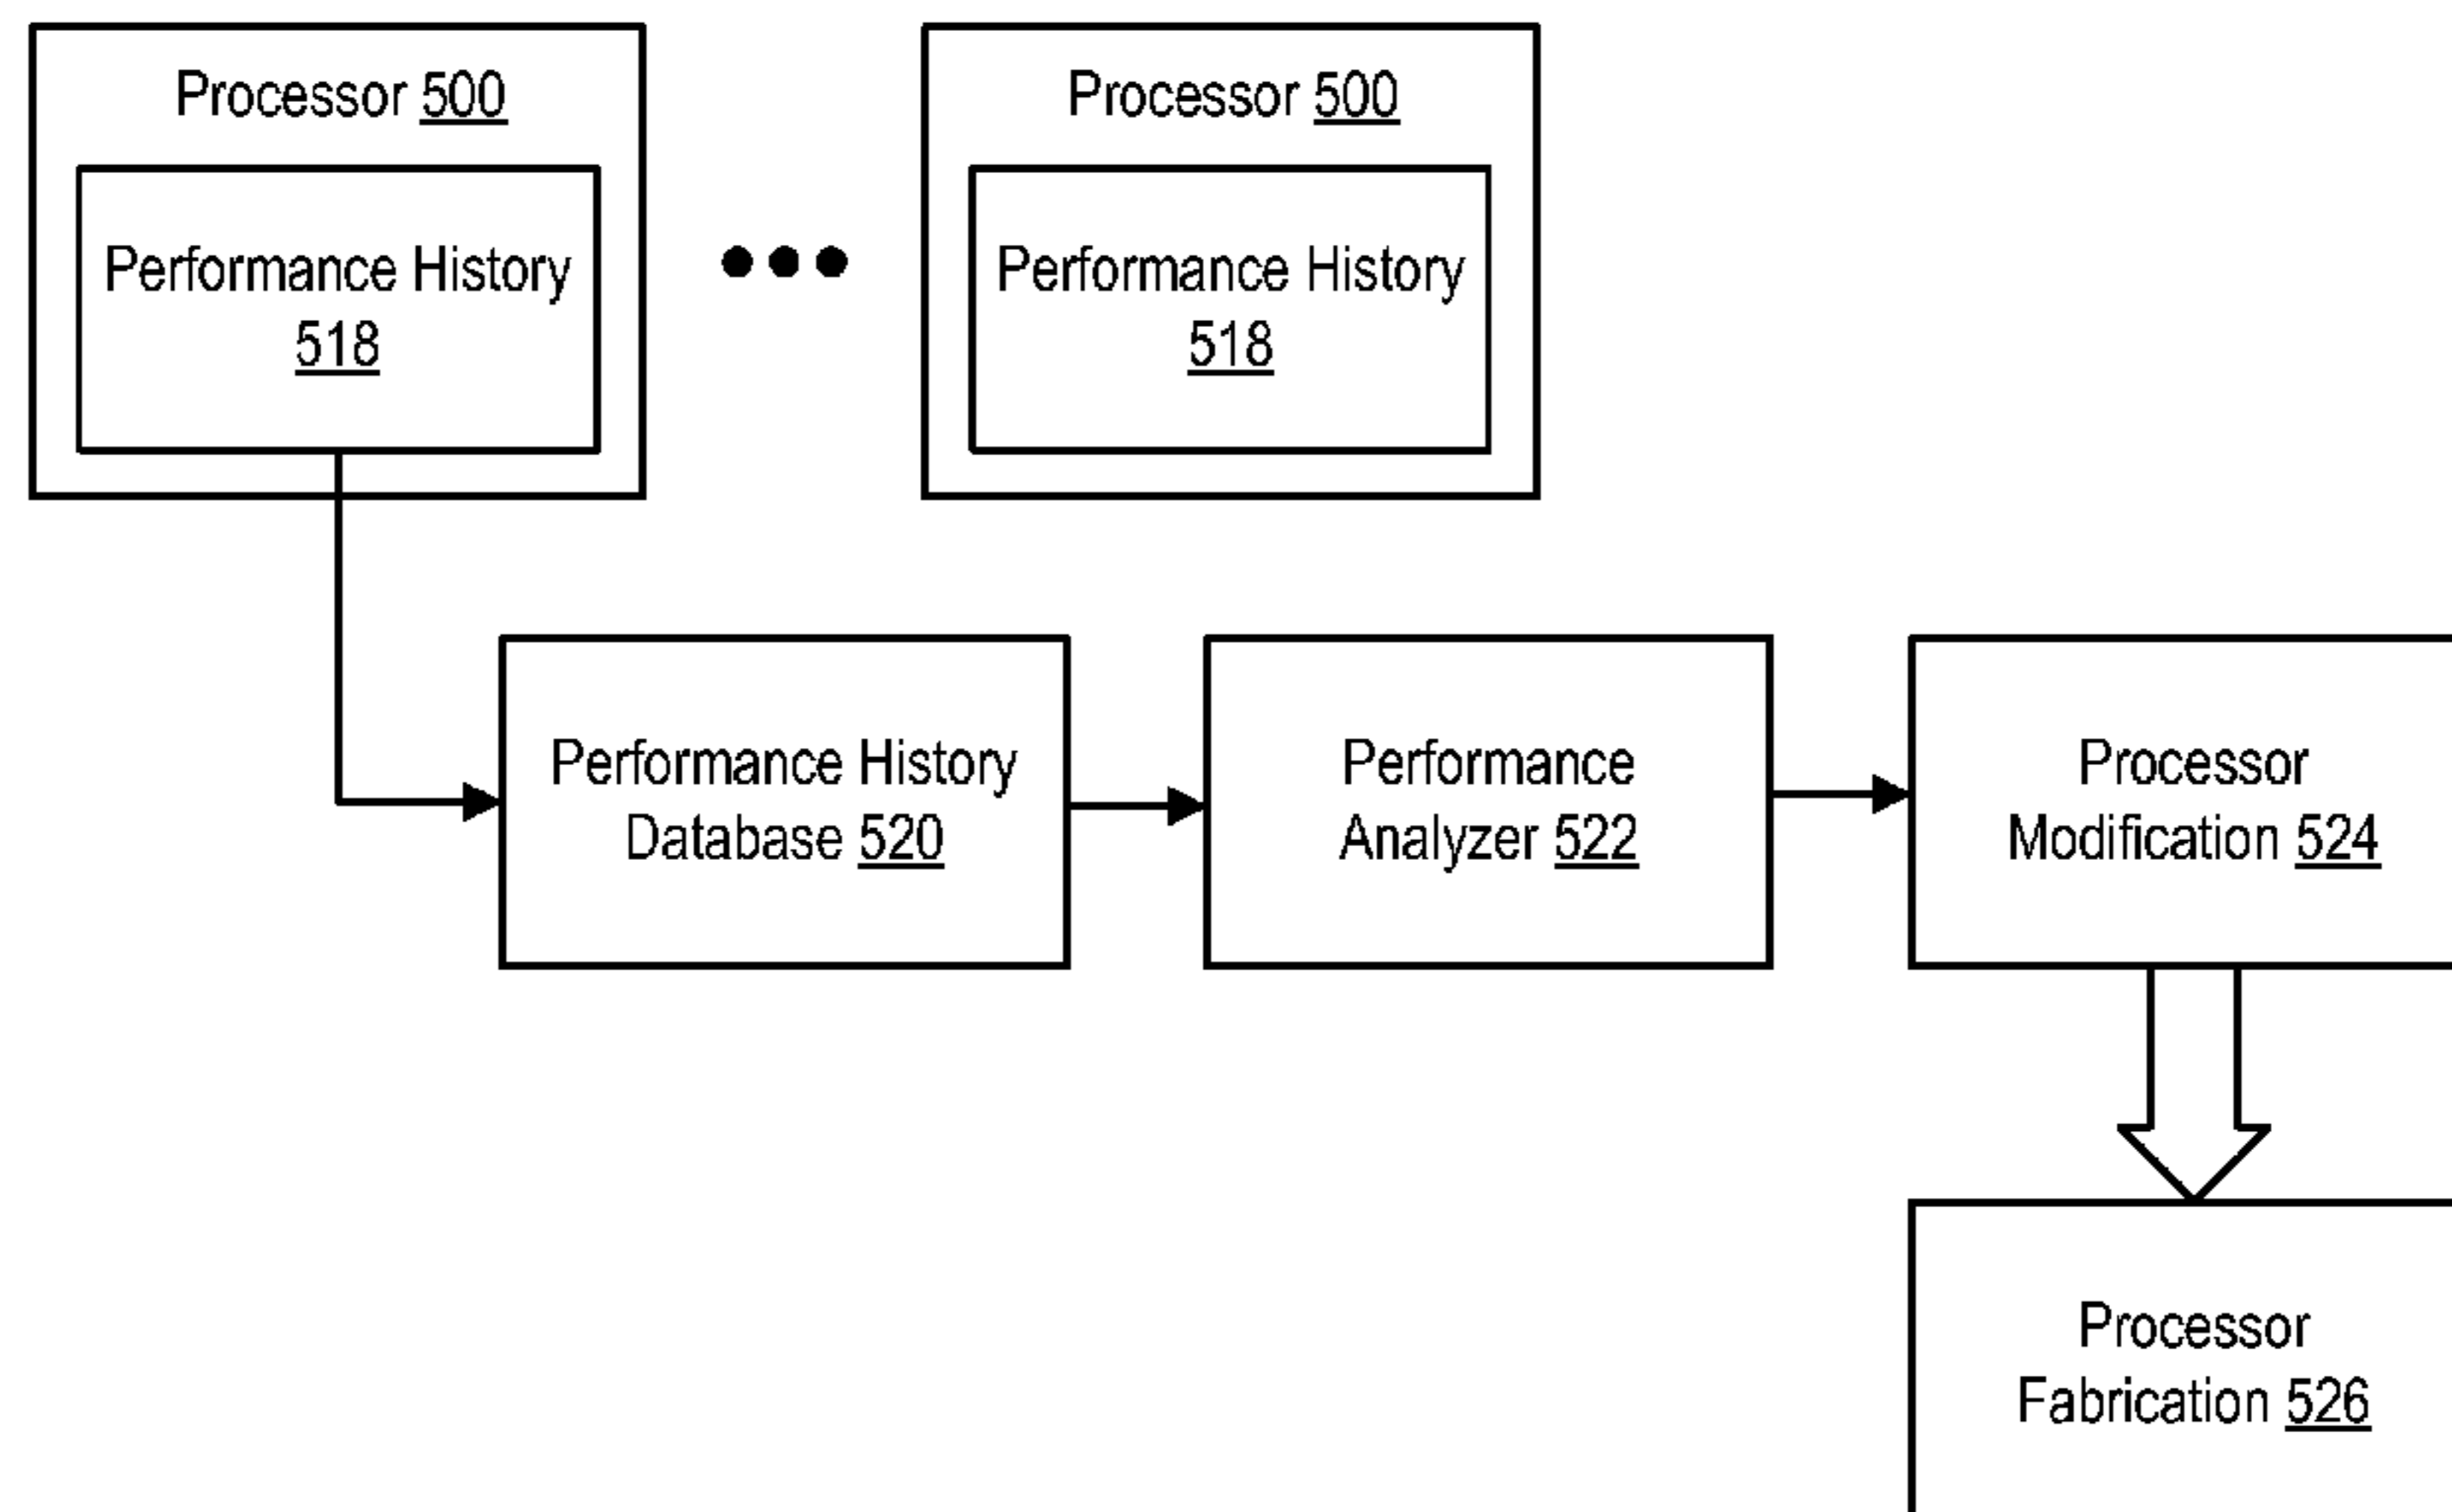 Processor 500
Performance History
518
Processor 500
Performance History
518
Performance History
Database 520
Performance
Analyzer 522
Processor
Modification 524
Processor
Fabrication 526